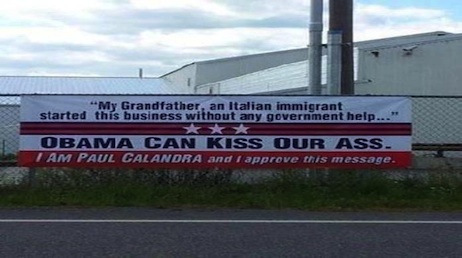 "My Grandfather, an Italian immigrant
started this business without any government help..."
OBAMA CAN KISS OUR ASS.
I AM PAUL CALANDRA and I approve this message.